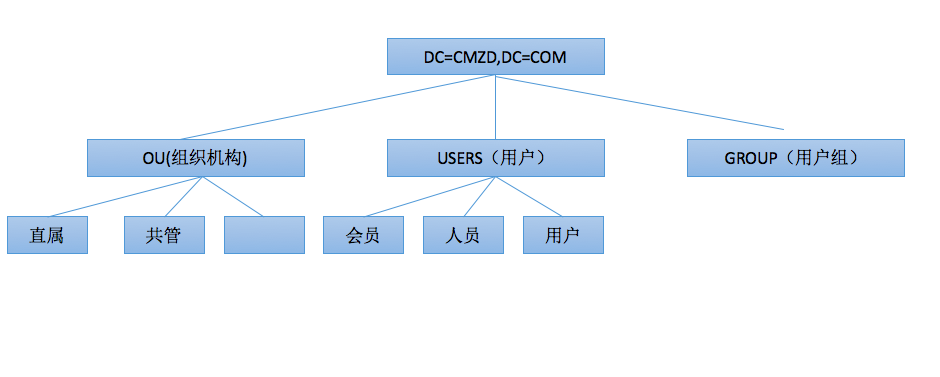 DC=CMZD,DC=COM
OU(组织机构)
USERS（用户）
GROUP（用户组）
直属
共管
会员
人员
用户